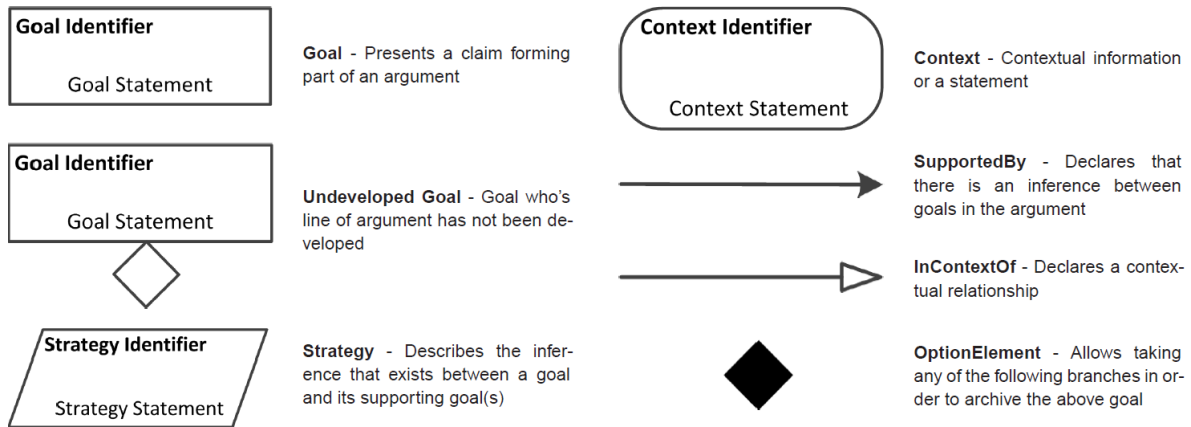 Goal Identifier
Goal Statement
Goal - Presents a claim forming
part of an argument
Context Identifier
Context Statement
Context - Contextual information
or a statement
Goal Identifier
Goal Statement
Undeveloped Goal - Goal who's
line of argument has not been de-
veloped
SupportedBy - Declares that
there is an inference between
goals in the argument
InContextOf - Declares a contex-
tual relationship
Strategy Identifier
Strategy Statement
Strategy - Describes the infer-
ence that exists between a goal
and its supporting goal(s)
OptionElement - Allows taking
any of the following branches in or-
der to archive the above goal